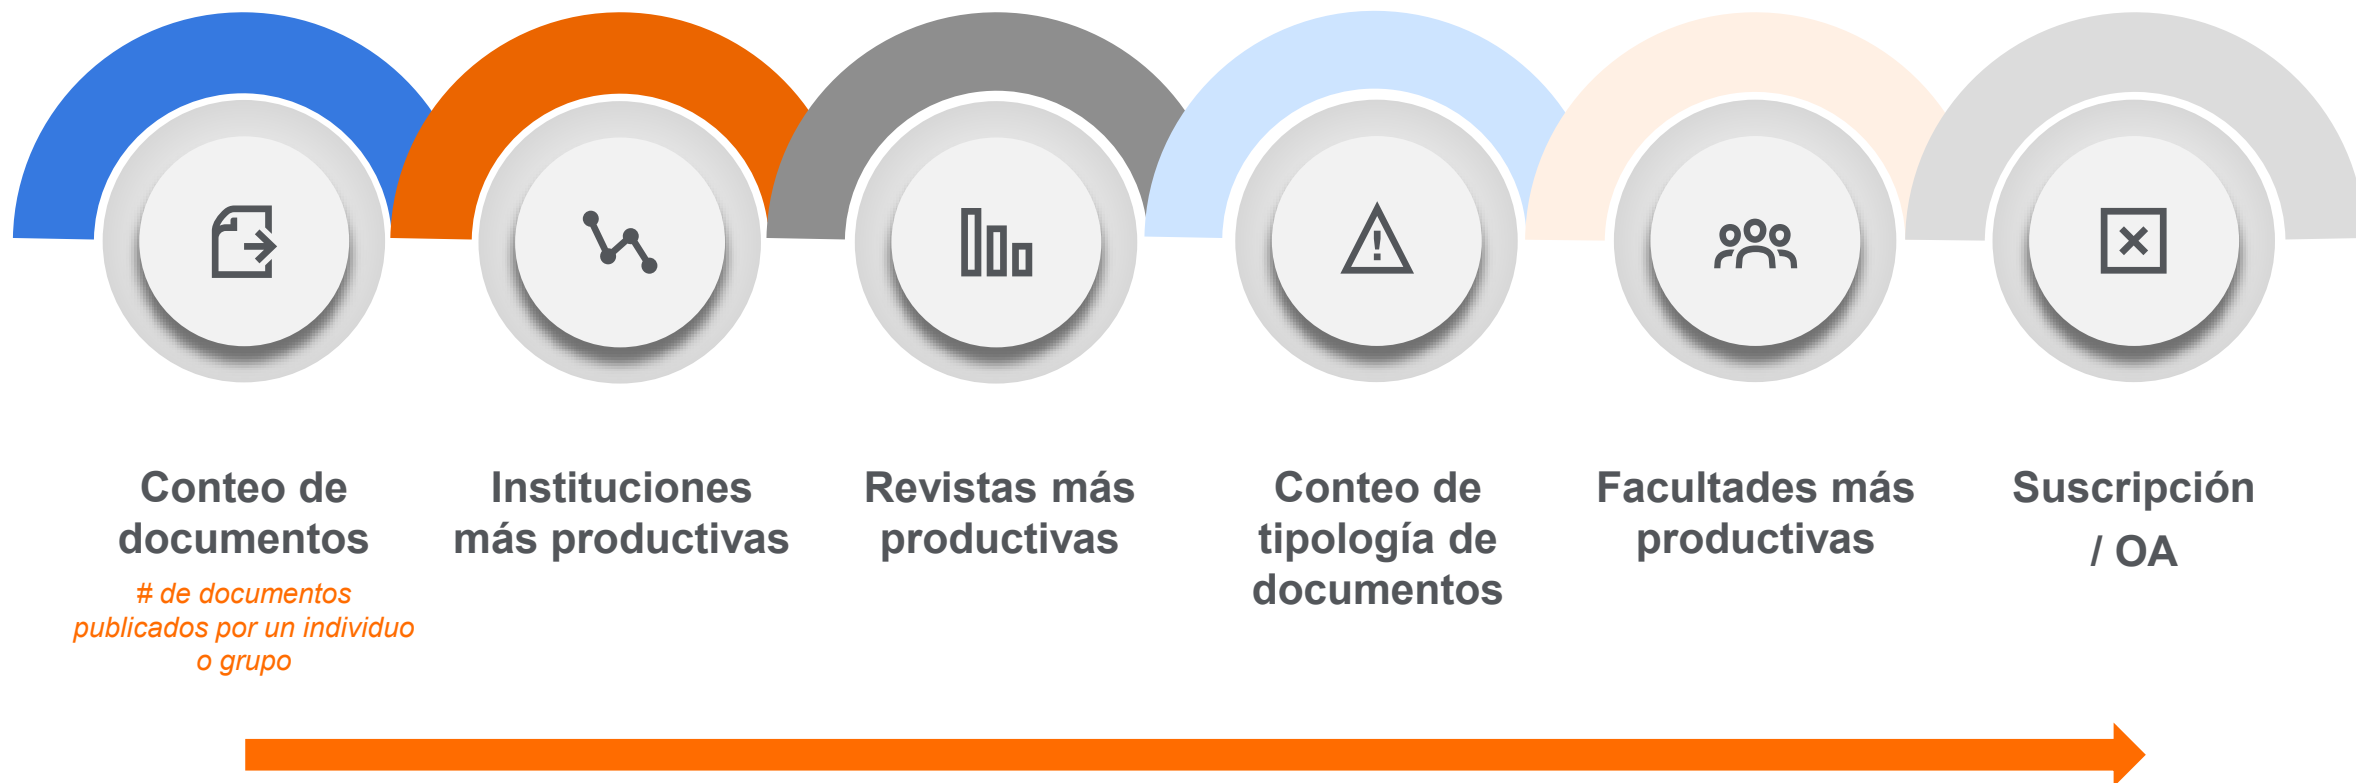 Conteo de
documentos
# de documentos
publicados por un individuo
o grupo
Instituciones
más productivas
Revistas más
productivas
Conteo de
tipología de
documentos
Facultades más
productivas
Suscripción
/ OA